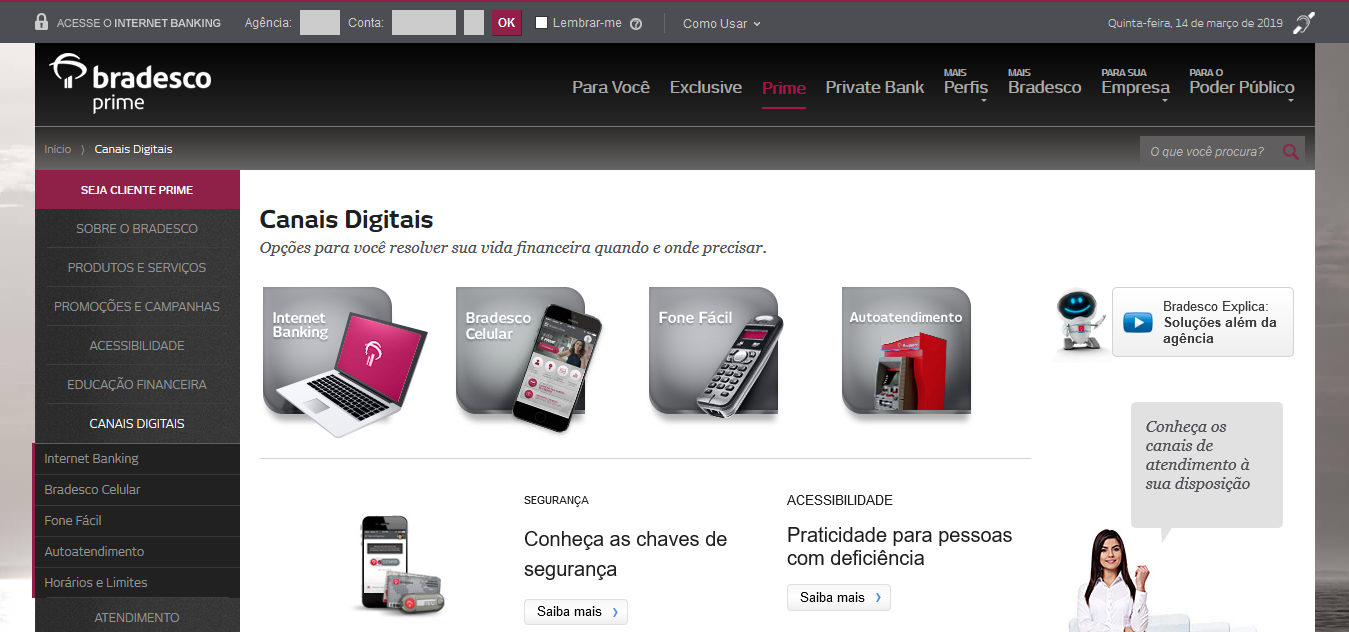 ACESSE O INTERNET BANKING
Agência:
Conta:
OK
Lembrar-me
Como Usar
Quinta-feira, 14 de março de 2019
bradesco
prime
Para Você
Exclusive
Prime
Private Bank
MAIS
Perfis
MAIS
Bradesco
PARA SUA
Empresa
PARA O
Poder Público
Início
Canais Digitais
O que você procura?
SEJA CLIENTE PRIME
SOBRE O BRADESCO
PRODUTOS E SERVIÇOS
PROMOÇÕES E CAMPANHAS
ACESSIBILIDADE
EDUCAÇÃO FINANCEIRA
CANAIS DIGITAIS
Internet Banking
Bradesco Celular
Fone Fácil
Autoatendimento
Horários e Limites
ATENDIMENTO
Canais Digitais
Opções para você resolver sua vida financeira quando e onde precisar.
Internet
Banking
Bradesco
Celular
Fone Fácil
Autoatendimento
Bradesco Explica:
Soluções além da
agência
Conheça os
canais de
atendimento à
sua disposição
SEGURANÇA
Conheça as chaves de
segurança
Saiba mais
ACESSIBILIDADE
Praticidade para pessoas
com deficiência
Saiba mais